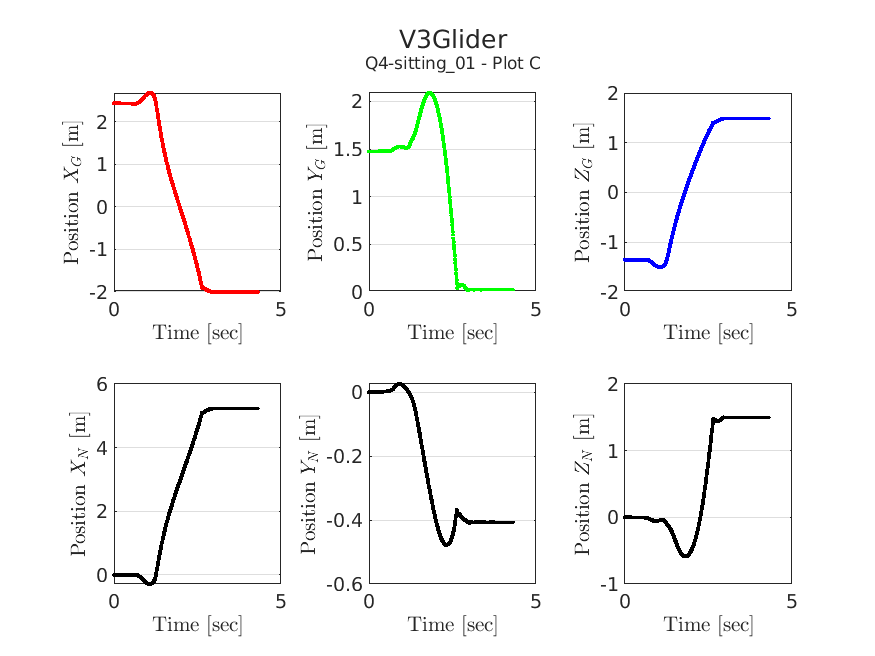 V3Glider
Q4-sitting_01 - Plot C
Position X_G [m]
2
1
0
-1
-2
0
5
Time [sec]
Position Y_G [m]
2
1.5
1
0.5
0
0
5
Time [sec]
Position Z_G [m]
2
1
0
-1
-2
0
5
Time [sec]
Position X_N [m]
6
4
2
0
0
5
Time [sec]
Position Y_N [m]
0
-0.2
-0.4
-0.6
0
5
Time [sec]
Position Z_N [m]
2
1
0
-1
0
5
Time [sec]